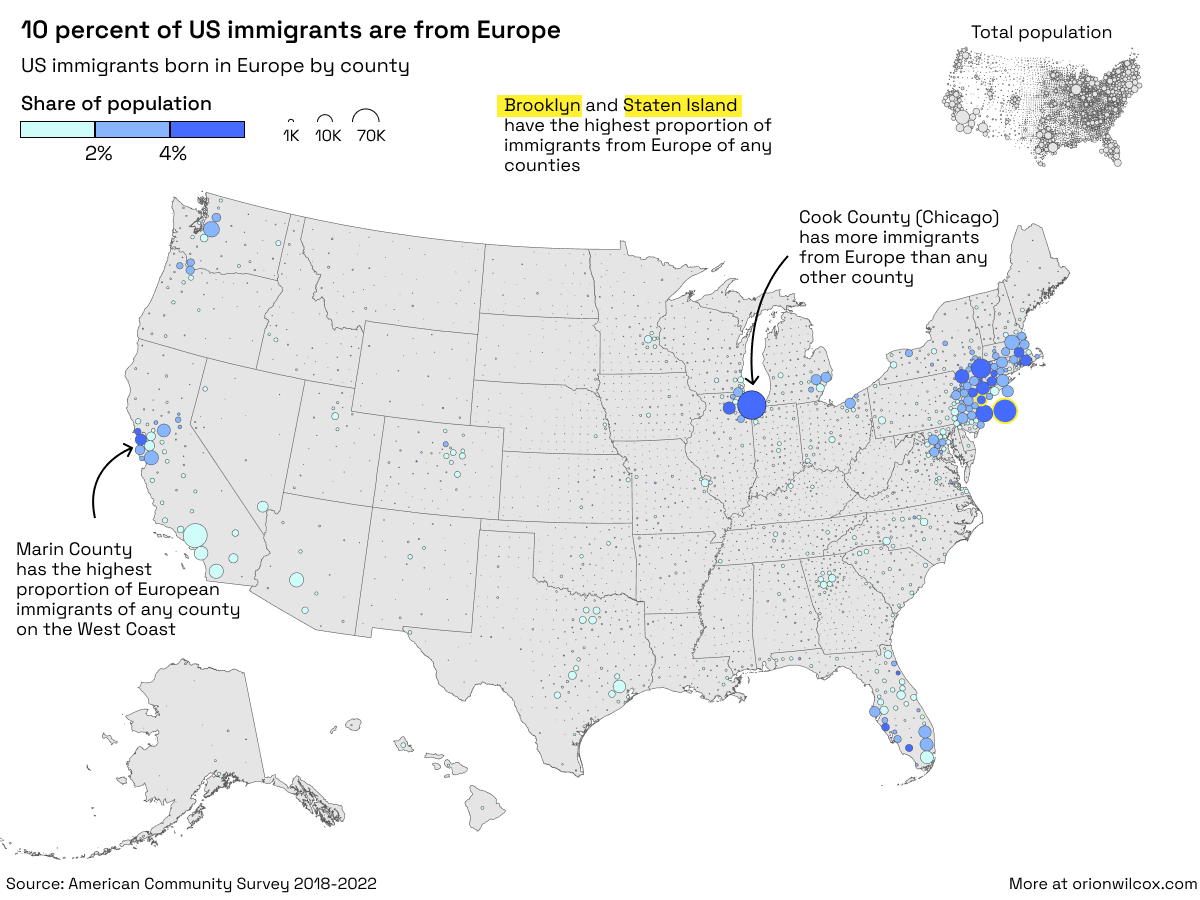 10 percent of US immigrants are from Europe
US immigrants born in Europe by county
Share of population
2%
4%
1K
10K
70K
Brooklyn and Staten Island
have the highest proportion of
immigrants from Europe of any
counties
Total population
Cook County (Chicago)
has more immigrants
from Europe than any
other county
Marin County
has the highest
proportion of European
immigrants of any county
on the West Coast
Source: American Community Survey 2018-2022
More at orionwilcox.com